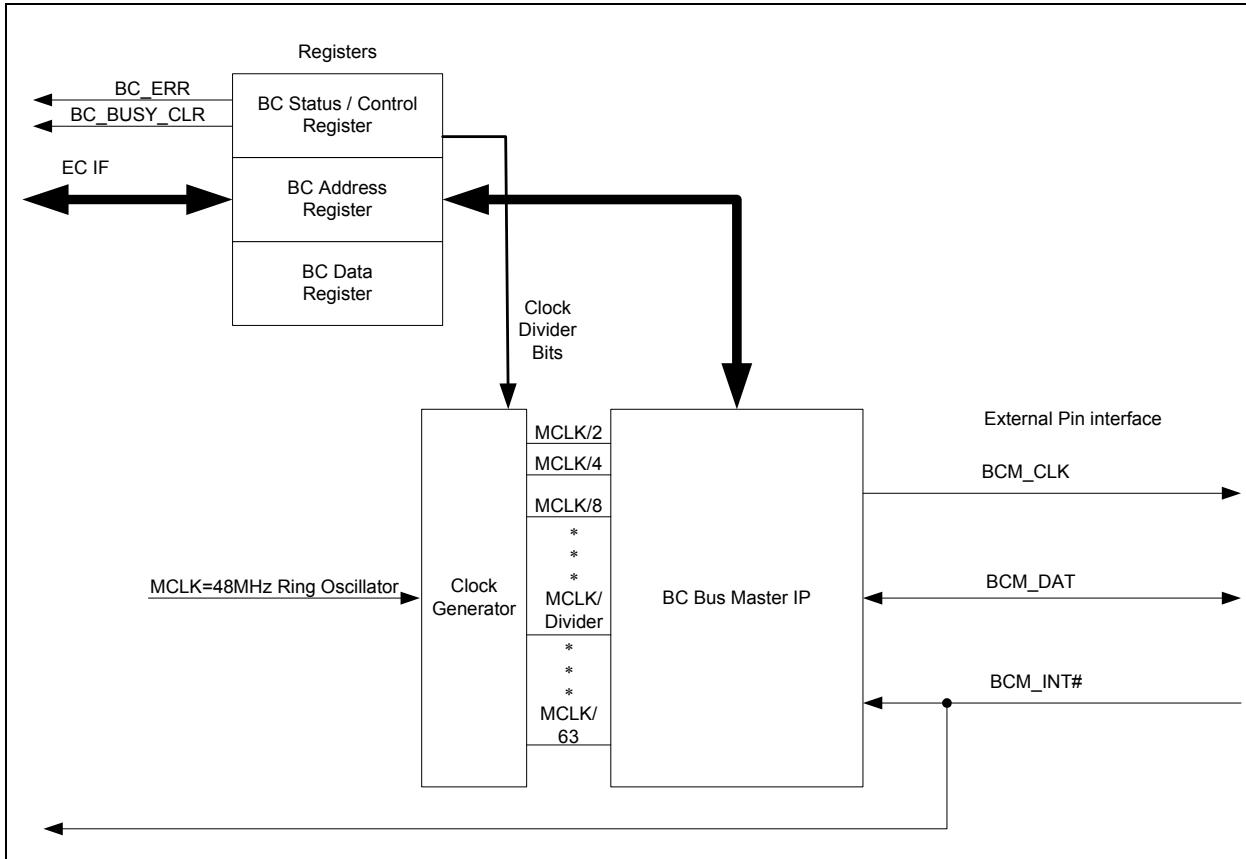 Registers
BC_ERR
BC_BUSY_CLR
BC Status / Control
Register
EC IF
BC Address
Register
BC Data
Register
Clock
Divider
Bits
External Pin interface
MCLK/2
MCLK/4
MCLK/8
*
*
*
MCLK/
Divider
*
*
*
MCLK/
63
MCLK=48MHz Ring Oscillator
Clock
Generator
BC Bus Master IP
BCM_CLK
BCM_DAT
BCM_INT#